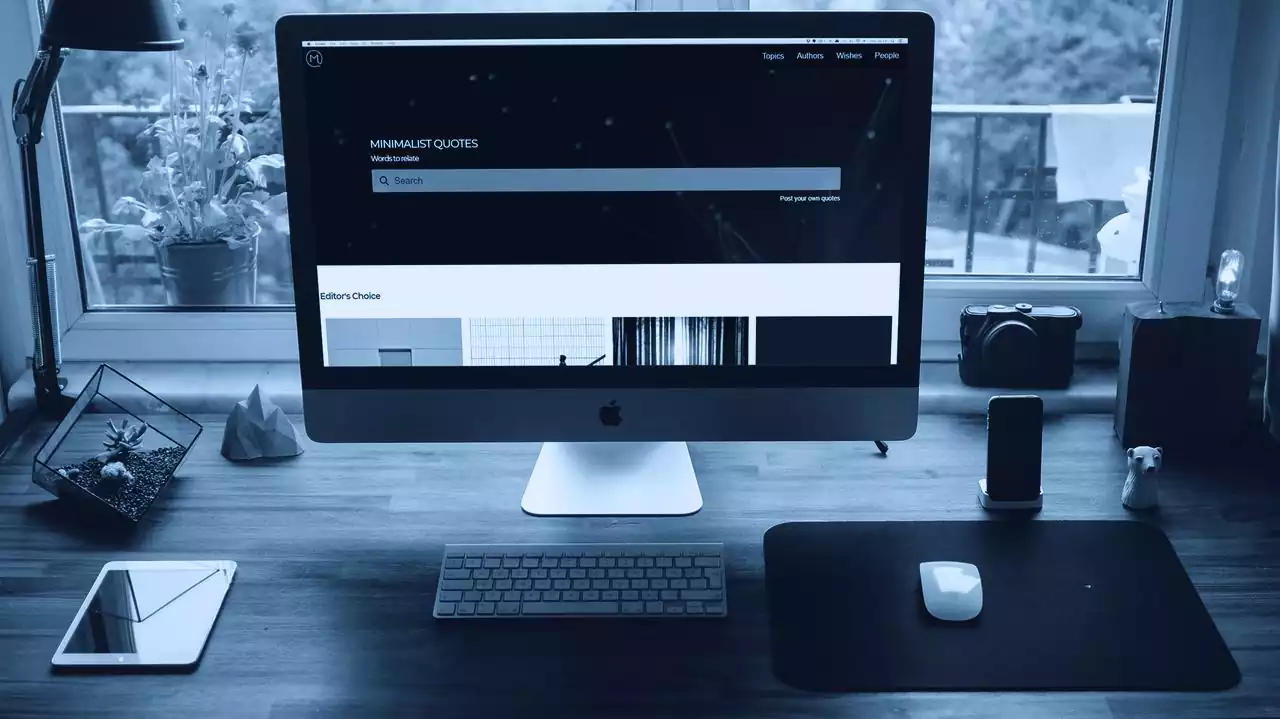 Topics Authors Wishes People
MINIMALIST QUOTES
Words to relate
Search
Post your own quotes
Editor's Choice